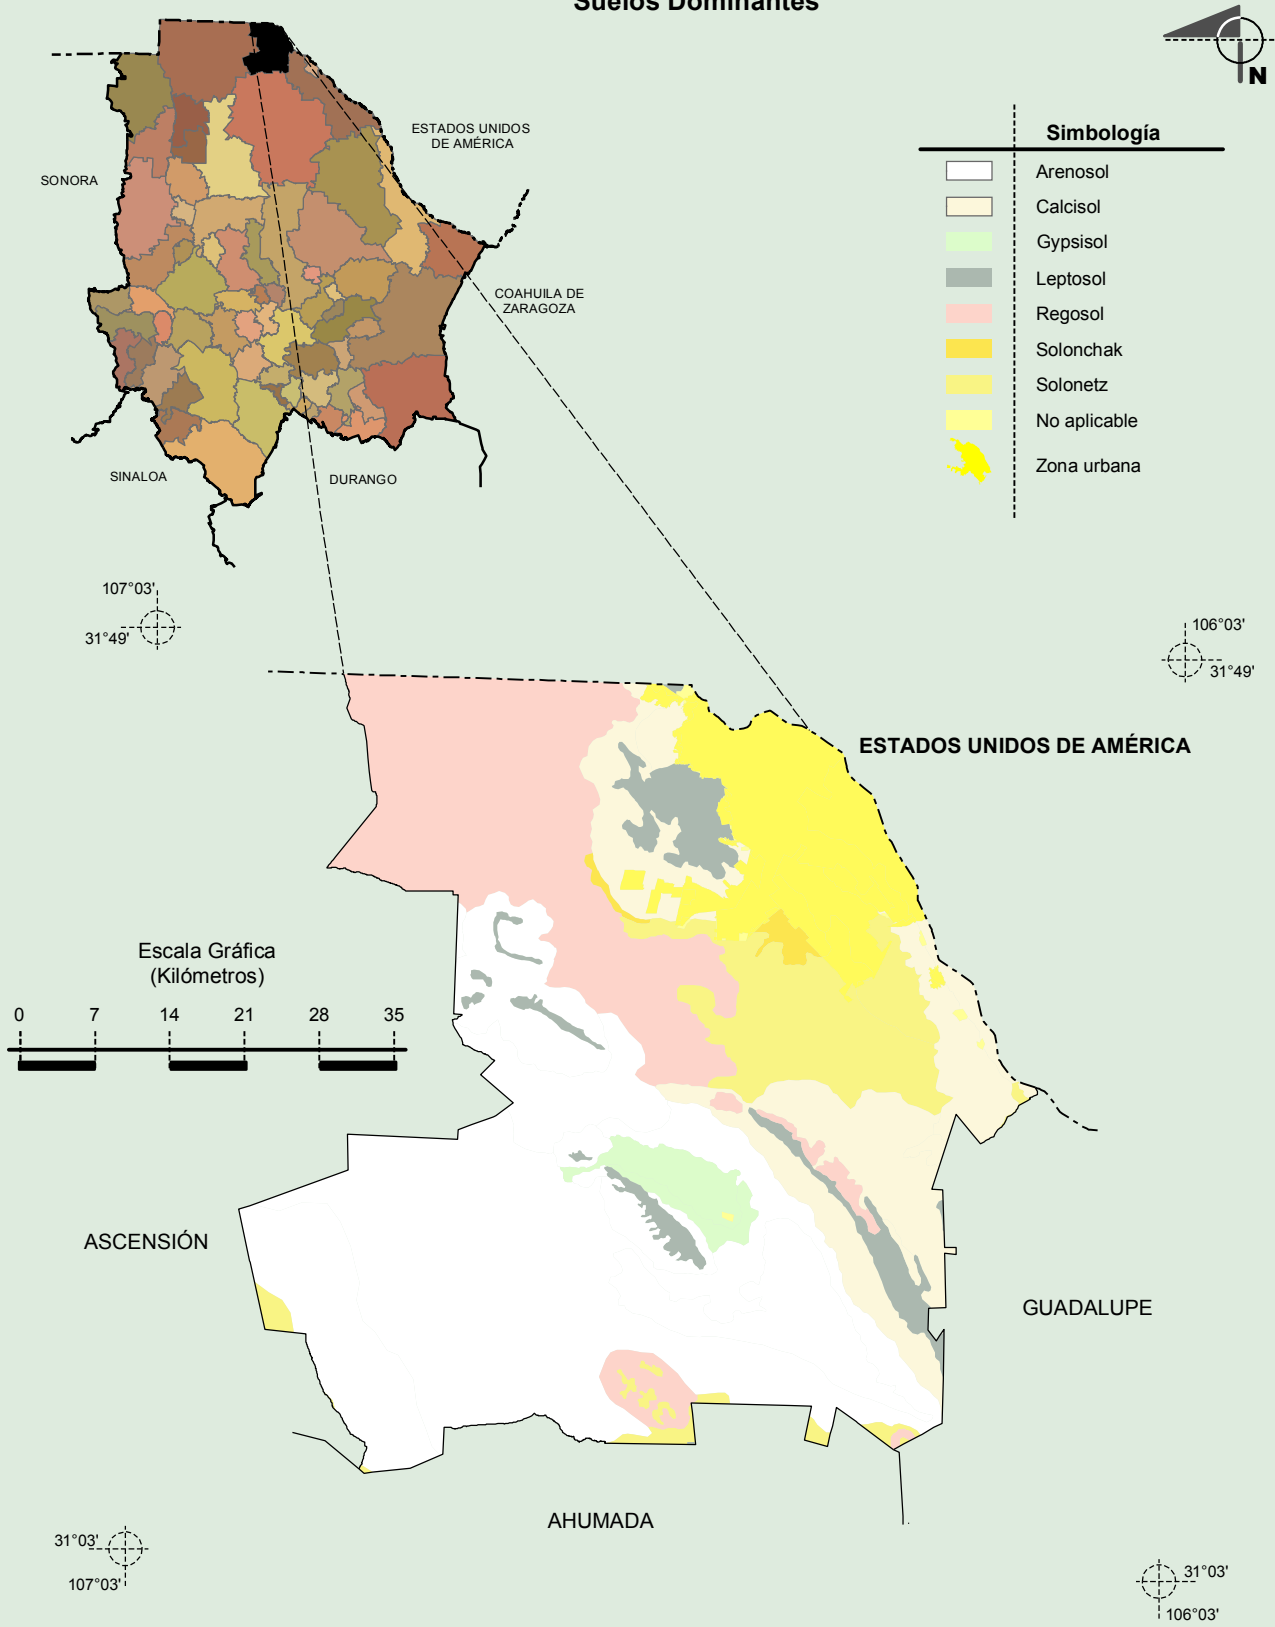 Suelos Dominantes
N
ESTADOS UNIDOS
DE AMÉRICA
SONORA
COAHUILA DE
ZARAGOZA
SINALOA
DURANGO
Simbología
Arenosol
Calcisol
Gypsisol
Leptosol
Regosol
Solonchak
Solonetz
No aplicable
Zona urbana
107°03'
31°49'
106°03'
31°49'
ESTADOS UNIDOS DE AMÉRICA
Escala Gráfica
(Kilómetros)
0 7 14 21 28 35
ASCENSIÓN
GUADALUPE
AHUMADA
31°03'
107°03'
31°03'
106°03'